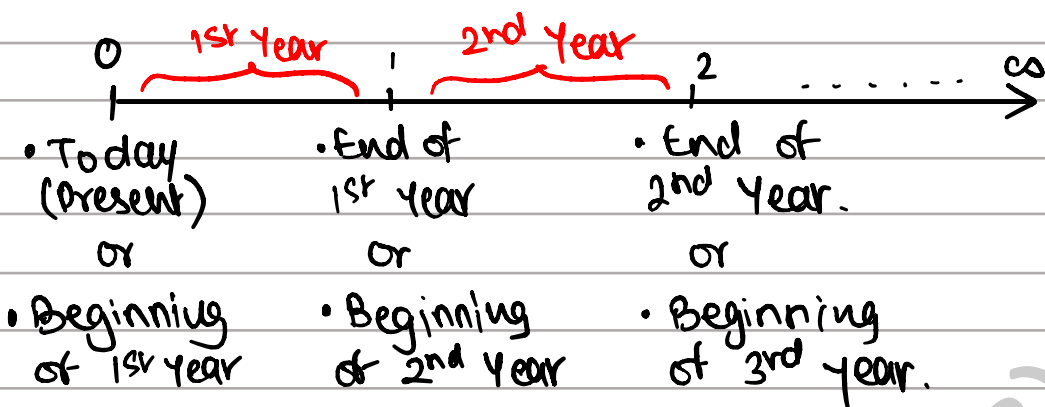 1st Year 2nd Year
0 1 2 ....... ∞
• Today • End of • End of
(Present) 1st Year 2nd Year.
or or or
• Beginning • Beginning • Beginning
of 1st Year of 2nd Year of 3rd year.